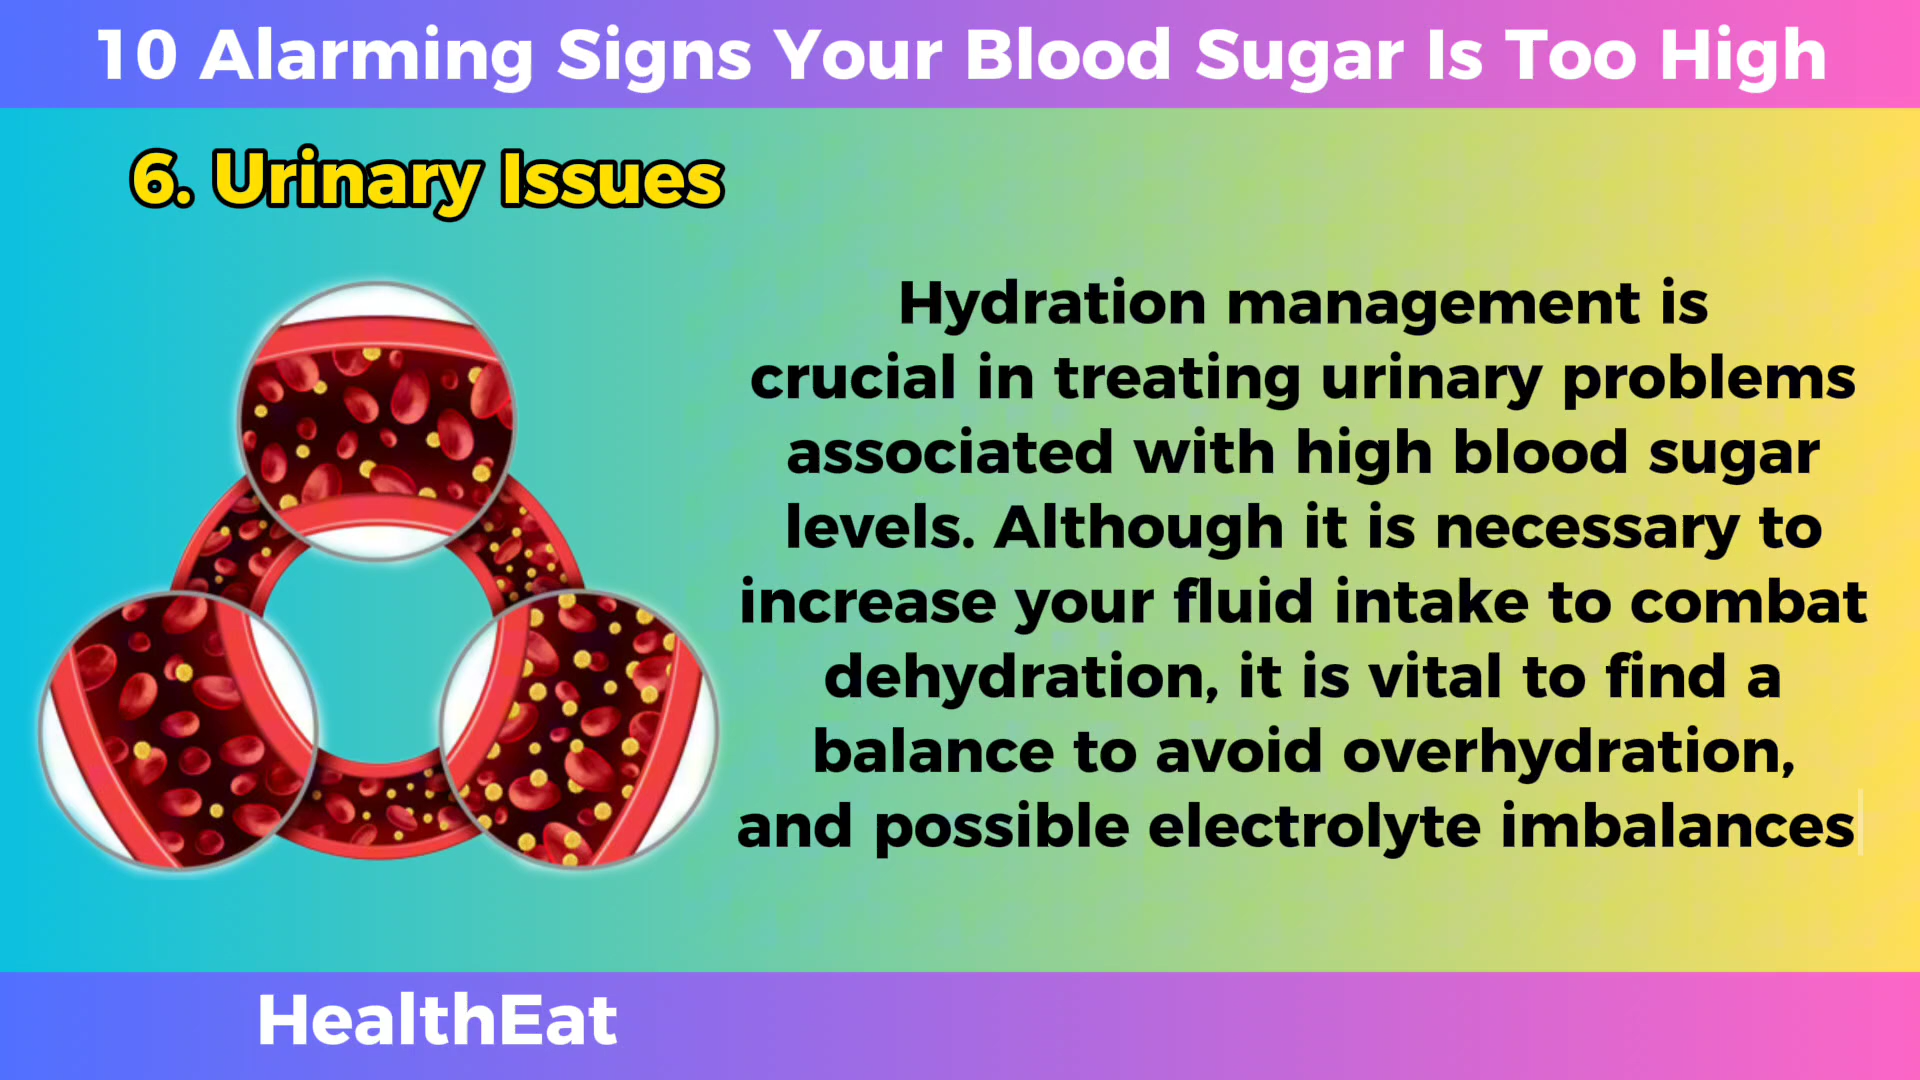 10 Alarming Signs Your Blood Sugar Is Too High
6. Urinary Issues
Hydration management is
crucial in treating urinary problems
associated with high blood sugar
levels. Although it is necessary to
increase your fluid intake to combat
dehydration, it is vital to find a
balance to avoid overhydration,
and possible electrolyte imbalances
HealthEat